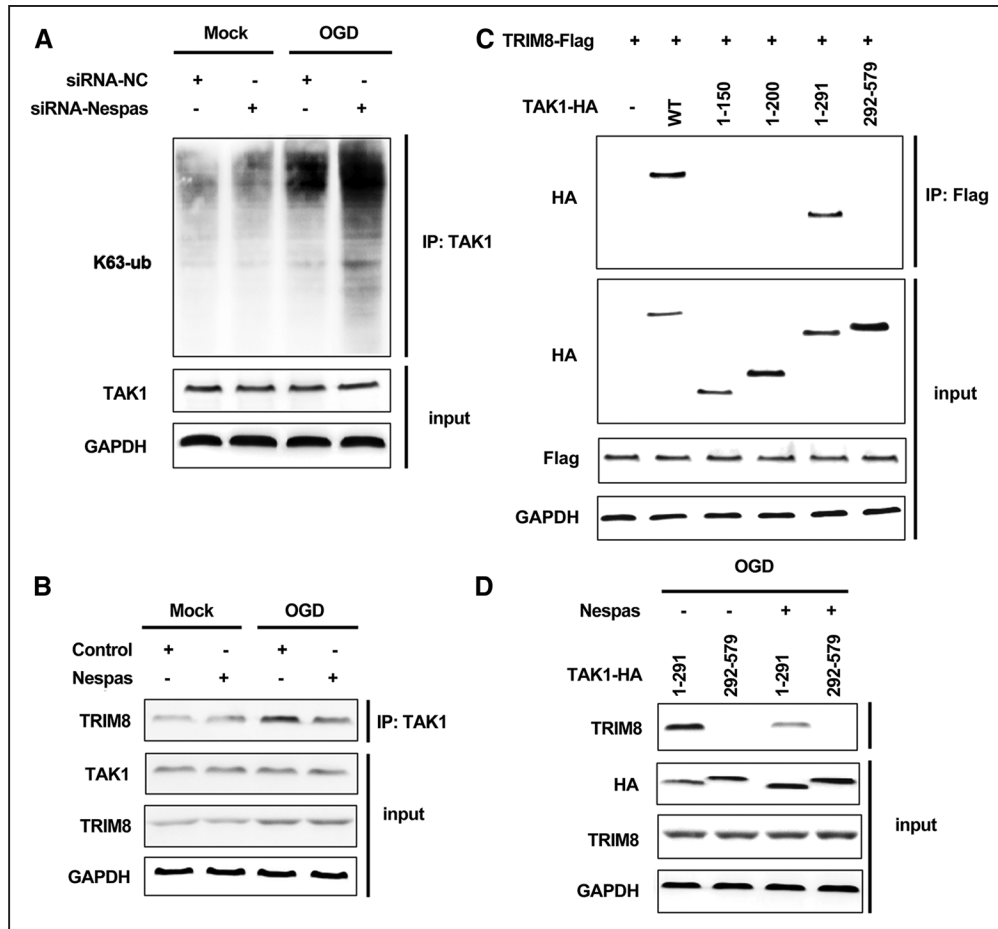 A
Mock OGD
siRNA-NC + - + -
siRNA-Nespas - + - +
K63-ub
IP: TAK1
TAK1
GAPDH
input
B
Mock OGD
Control + - + -
Nespas - + - +
TRIM8
IP: TAK1
TAK1
TRIM8
GAPDH
input
C
TRIM8-Flag + + + + + +
TAK1-HA - WT 1-150 1-200 1-291 292-579
HA
IP: Flag
HA
Flag
GAPDH
input
D
OGD
Nespas - - + +
TAK1-HA 1-291 292-579 1-291 292-579
TRIM8
HA
TRIM8
GAPDH
input